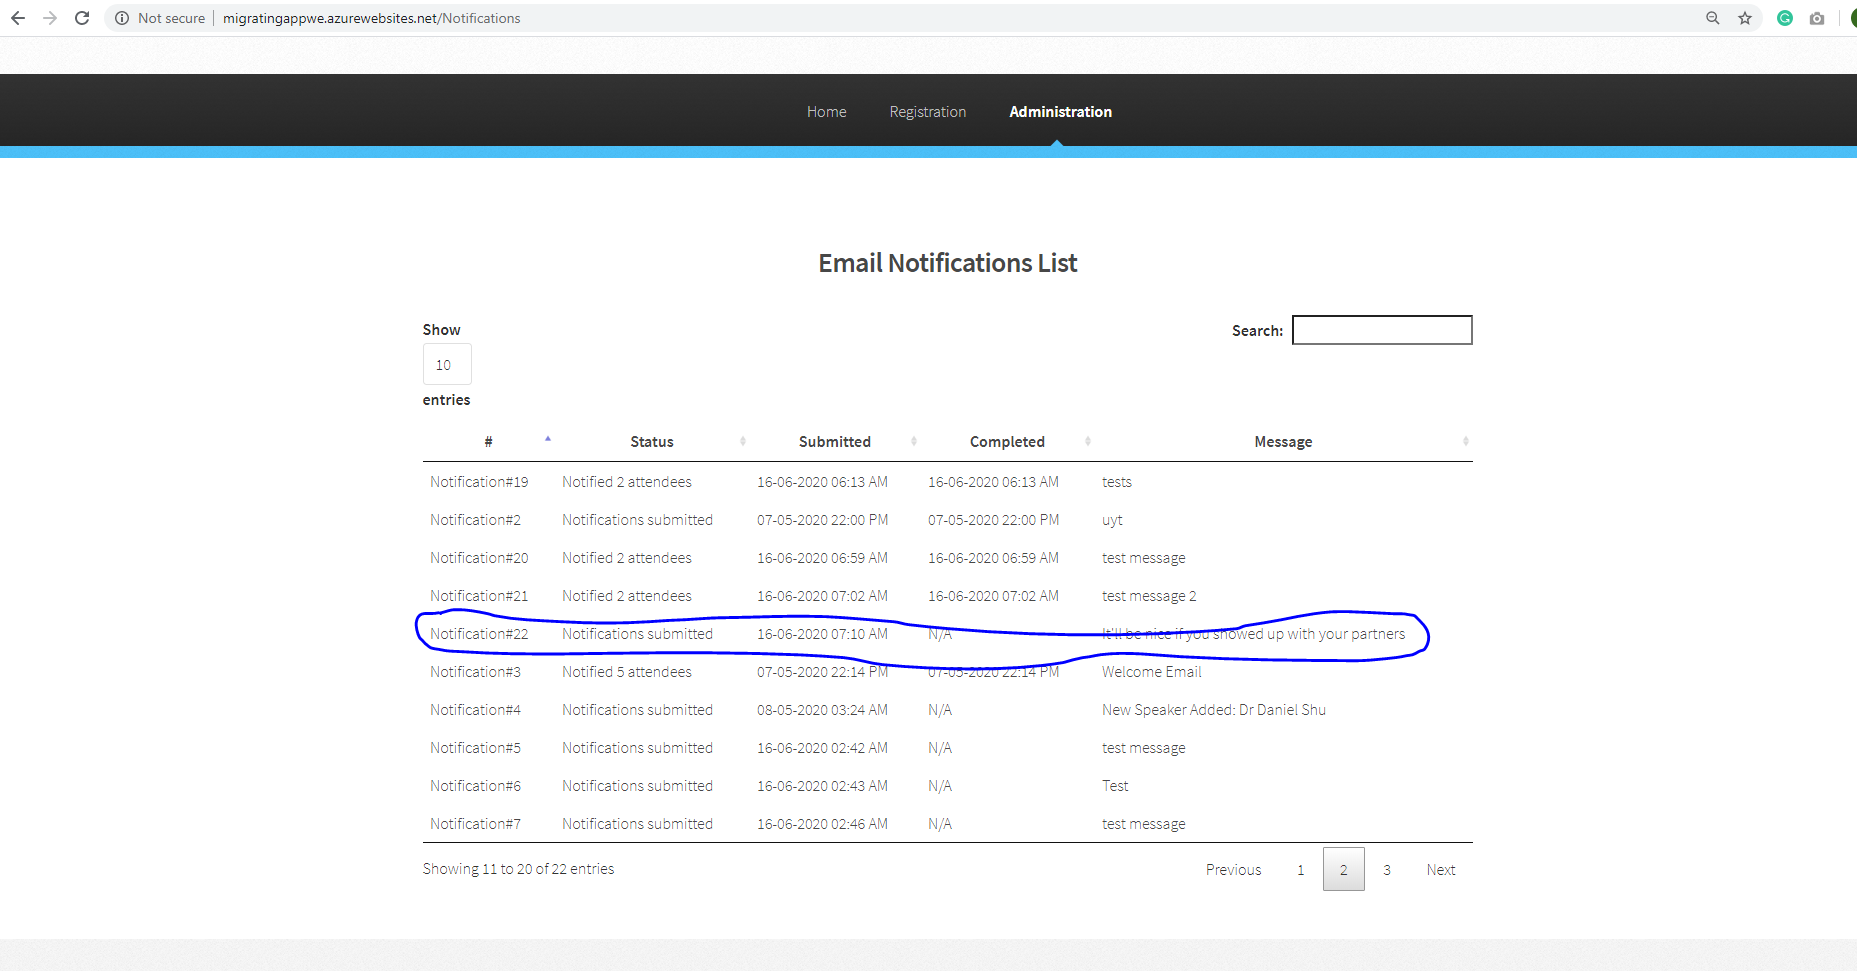 Not secure | migratingappwe.azurewebsites.net/Notifications
Home Registration Administration
Email Notifications List
Show
10
entries
Search:
# Status Submitted Completed Message
Notification#19 Notified 2 attendees 16-06-2020 06:13 AM 16-06-2020 06:13 AM tests
Notification#2 Notifications submitted 07-05-2020 22:00 PM 07-05-2020 22:00 PM uyt
Notification#20 Notified 2 attendees 16-06-2020 06:59 AM 16-06-2020 06:59 AM test message
Notification#21 Notified 2 attendees 16-06-2020 07:02 AM 16-06-2020 07:02 AM test message 2
Notification#22 Notifications submitted 16-06-2020 07:10 AM N/A It'll be nice if you showed up with your partners
Notification#3 Notified 5 attendees 07-05-2020 22:14 PM 07-05-2020 22:14 PM Welcome Email
Notification#4 Notifications submitted 08-05-2020 03:24 AM N/A New Speaker Added: Dr Daniel Shu
Notification#5 Notifications submitted 16-06-2020 02:42 AM N/A test message
Notification#6 Notifications submitted 16-06-2020 02:43 AM N/A Test
Notification#7 Notifications submitted 16-06-2020 02:46 AM N/A test message
Showing 11 to 20 of 22 entries
Previous 1 2 3 Next